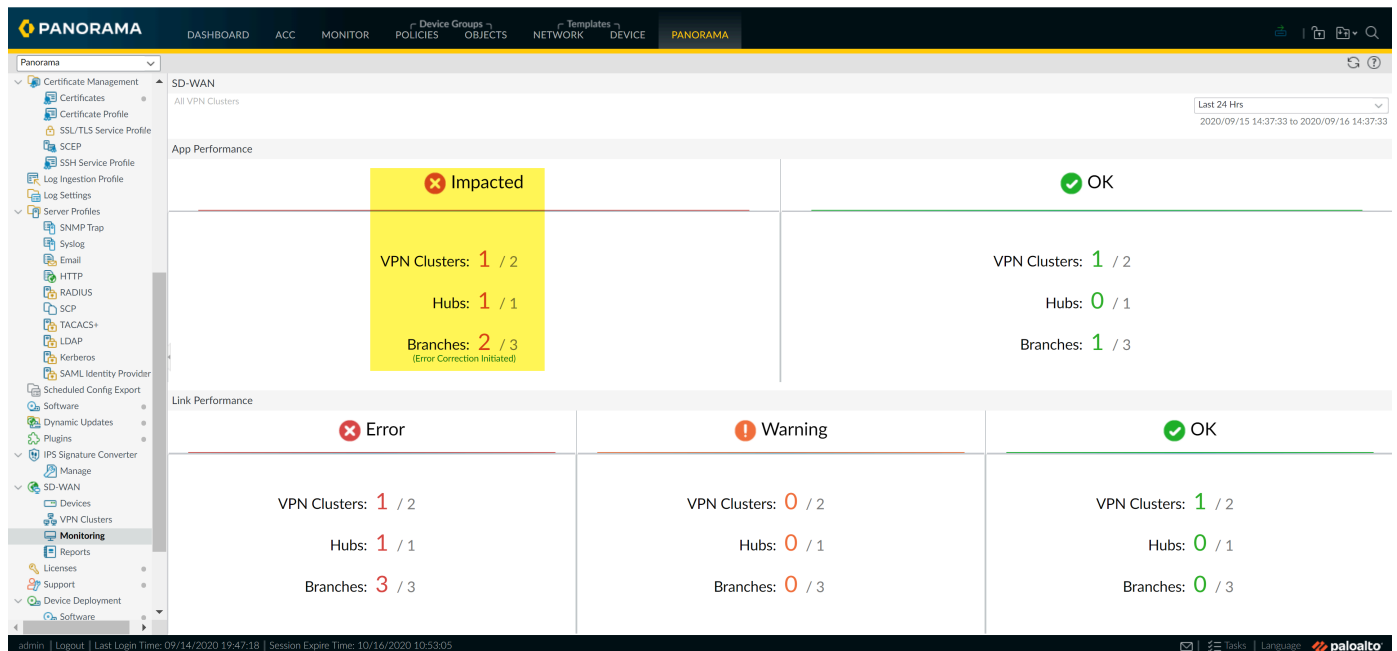 PANORAMA
DASHBOARD
ACC
MONITOR
Device Groups
POLICIES
OBJECTS
Templates
NETWORK
DEVICE
PANORAMA
Panorama
Certificate Management
Certificates
Certificate Profile
SSL/TLS Service Profile
SCEP
SSH Service Profile
Log Ingestion Profile
Log Settings
Server Profiles
SNMP Trap
Syslog
Email
HTTP
RADIUS
SCP
TACACS+
LDAP
Kerberos
SAML Identity Provider
Scheduled Config Export
Software
Dynamic Updates
Plugins
IPS Signature Converter
Manage
SD-WAN
Devices
VPN Clusters
Monitoring
Reports
Licenses
Support
Device Deployment
Software
SD-WAN
All VPN Clusters
Last 24 Hrs
2020/09/15 14:37:33 to 2020/09/16 14:37:33
App Performance
Impacted
VPN Clusters: 1 / 2
Hubs: 1 / 1
Branches: 2 / 3
(Error Correction Initiated)
OK
VPN Clusters: 1 / 2
Hubs: 0 / 1
Branches: 1 / 3
Link Performance
Error
VPN Clusters: 1 / 2
Hubs: 1 / 1
Branches: 3 / 3
Warning
VPN Clusters: 0 / 2
Hubs: 0 / 1
Branches: 0 / 3
OK
VPN Clusters: 1 / 2
Hubs: 0 / 1
Branches: 0 / 3
admin | Logout | Last Login Time: 09/14/2020 19:47:18 | Session Expire Time: 10/16/2020 10:53:05
Tasks | Language
paloalto